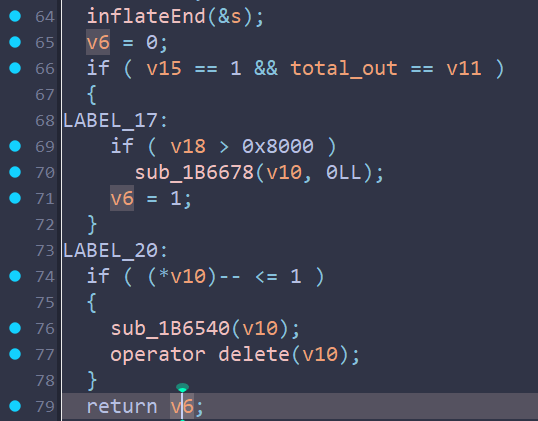 64 inflateEnd(&s);
65 v6 = 0;
66 if ( v15 == 1 && total_out == v11 )
67 {
68 LABEL_17:
69 if ( v18 > 0x8000 )
70 sub_1B6678(v10, 0LL);
71 v6 = 1;
72 }
73 LABEL_20:
74 if ( (*v10)-- <= 1 )
75 {
76 sub_1B6540(v10);
77 operator delete(v10);
78 }
79 return v6;